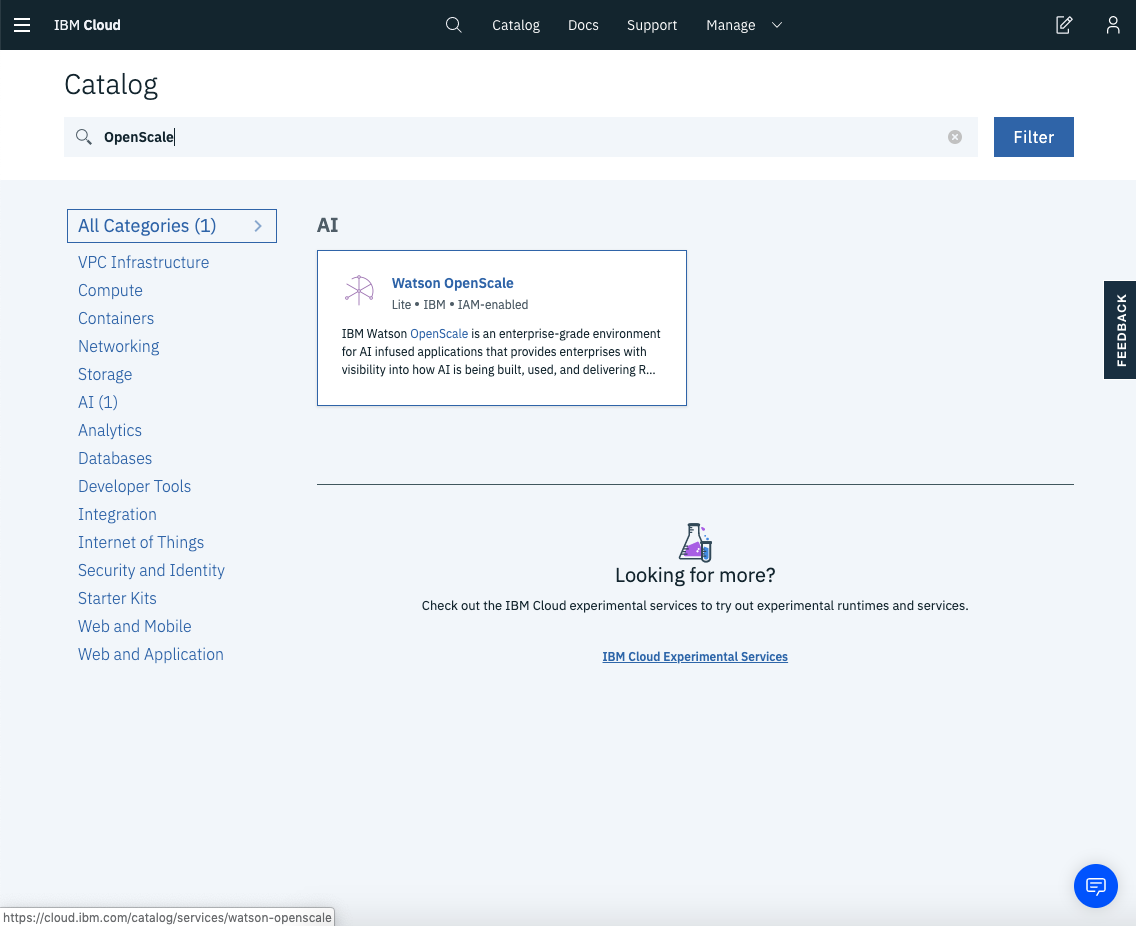 IBM Cloud
Catalog
Docs
Support
Manage
Catalog
OpenScale
Filter
All Categories (1)
VPC Infrastructure
Compute
Containers
Networking
Storage
AI (1)
Analytics
Databases
Developer Tools
Integration
Internet of Things
Security and Identity
Starter Kits
Web and Mobile
Web and Application
AI
Watson OpenScale
Lite • IBM • IAM-enabled
IBM Watson OpenScale is an enterprise-grade environment
for AI infused applications that provides enterprises with
visibility into how AI is being built, used, and delivering R...
FEEDBACK
Looking for more?
Check out the IBM Cloud experimental services to try out experimental runtimes and services.
IBM Cloud Experimental Services
https://cloud.ibm.com/catalog/services/watson-openscale